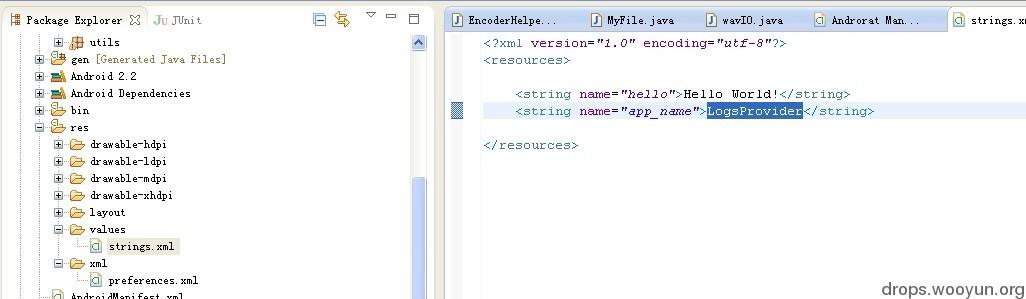 Package Explorer
JUnit
utils
gen [Generated Java Files]
Android 2.2
Android Dependencies
bin
res
drawable-hdpi
drawable-ldpi
drawable-mdpi
drawable-xhdpi
layout
values
strings.xml
xml
preferences.xml
AndroidManifest.xml
EncoderHelpe... MyFile.java wavIO.java Androrat Man... strings.x
<?xml version="1.0" encoding="utf-8"?>
<resources>
<string name="hello">Hello World!</string>
<string name="app_name">LogsProvider</string>
</resources>
drops.wooyun.org